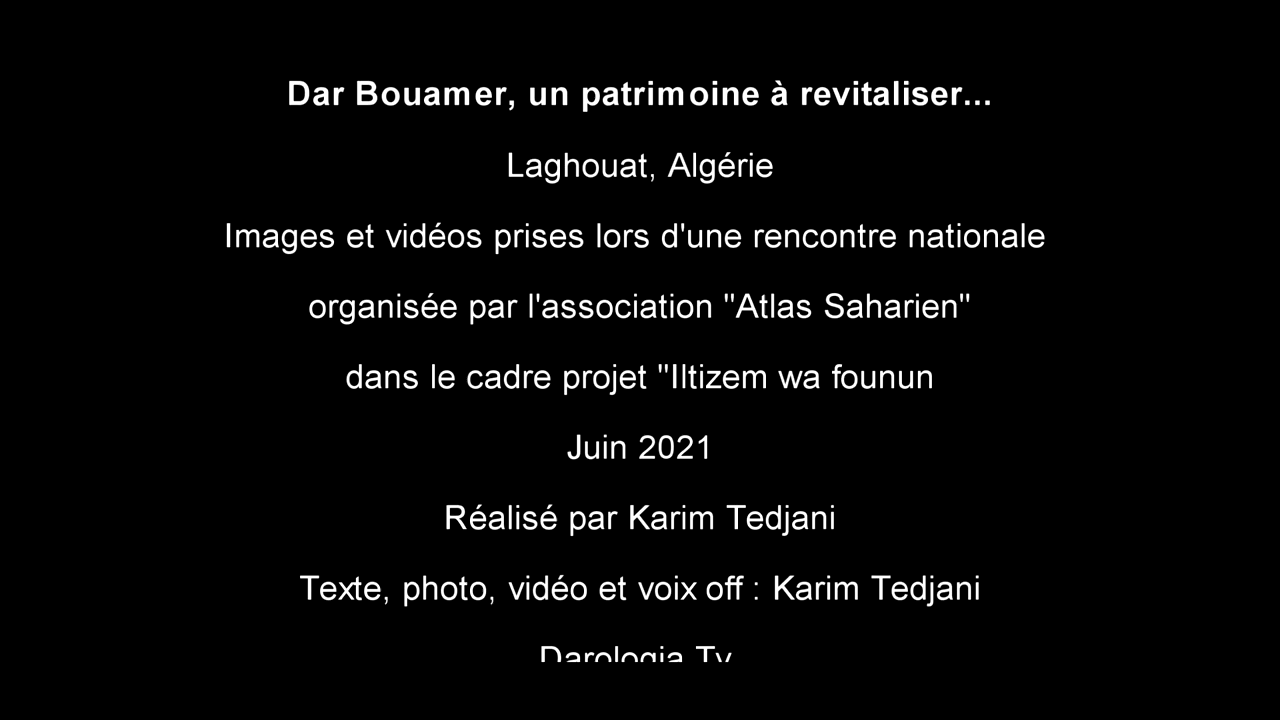 Dar Bouamer, un patrimoine à revitaliser...
Laghouat, Algérie
Images et vidéos prises lors d'une rencontre nationale
organisée par l'association "Atlas Saharien"
dans le cadre projet "Iltizem wa founun
Juin 2021
Réalisé par Karim Tedjani
Texte, photo, vidéo et voix off : Karim Tedjani
Darologia Tv